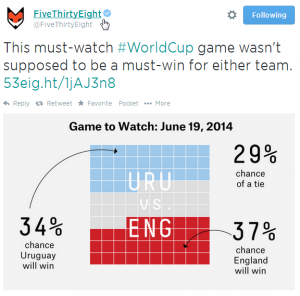 FiveThirtyEight
@FiveThirtyEight
Following
This must-watch #WorldCup game wasn't
supposed to be a must-win for either team.
53eig.ht/1jAJ3n8
Reply Retweet Favorite Pocket More
Game to Watch: June 19, 2014
29%
chance
of a tie
URU
vs.
ENG
34%
chance
Uruguay
will win
37%
chance
England
will win